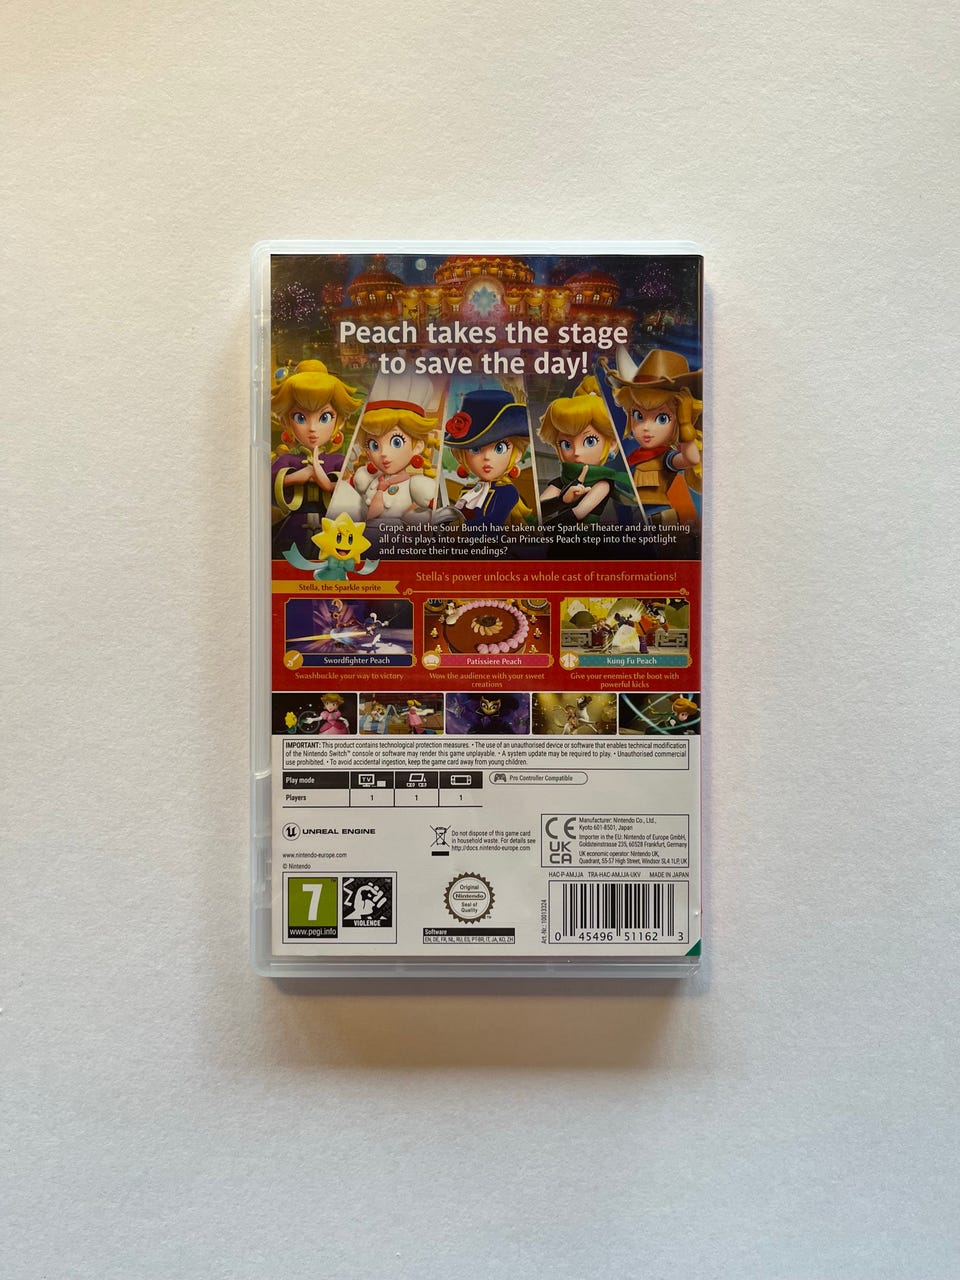 Peach takes the stage
to save the day!
Grape and the Sour Bunch have taken over Sparkle Theater and are turning
all of its plays into tragedies! Can Princess Peach step into the spotlight
and restore their true endings?
Stella, the Sparkle sprite
Stella's power unlocks a whole cast of transformations!
Swordfighter Peach
Swashbuckle your way to victory
Patissiere Peach
Wow the audience with your sweet
creations
Kung Fu Peach
Give your enemies the boot with
powerful kicks
IMPORTANT: This product contains technological protection measures. • The use of an unauthorised device or software that enables technical modification
of the Nintendo Switch™ console or software may render this game unplayable. • A system update may be required to play. • Unauthorised commercial
use prohibited. • To avoid accidental ingestion, keep the game card away from young children.
Play mode
TV
Pro Controller Compatible
Players 1 1 1
UNREAL ENGINE
www.nintendo-europe.com
© Nintendo
Do not dispose of this game card
in household waste. For details see
http://docs.nintendo-europe.com
CE
UK
CA
Manufacturer: Nintendo Co., Ltd.,
Kyoto 601-8501, Japan
Importer in the EU: Nintendo of Europe GmbH,
Goldsteinstrasse 235, 60528 Frankfurt, Germany
UK economic operator: Nintendo UK,
Quadrant, 55-57 High Street, Windsor SL4 1LP, UK
HAC-P-AMJJA TRA-HAC-AMJJA-UKV MADE IN JAPAN
7
www.pegi.info
VIOLENCE
Original
Nintendo
Seal of
Quality
Software
EN, DE, FR, NL, RU, ES, PT-BR, IT, JA, KO, ZH
Art.-Nr.: 10013324
0 45496 51162 3